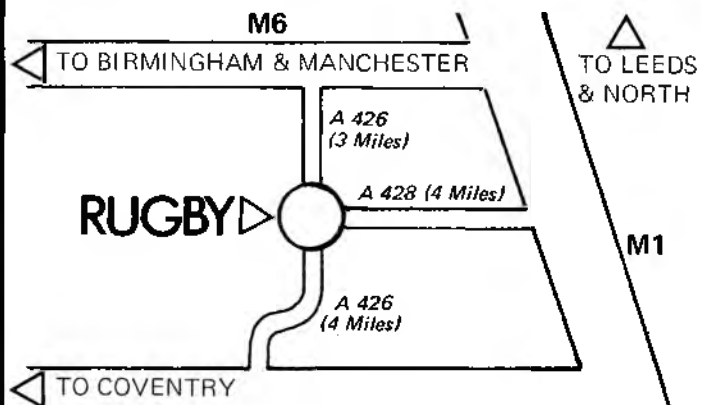 M6
TO BIRMINGHAM & MANCHESTER
TO LEEDS
& NORTH
A 426
(3 Miles)
A 428 (4 Miles)
RUGBY
M1
A 426
(4 Miles)
TO COVENTRY